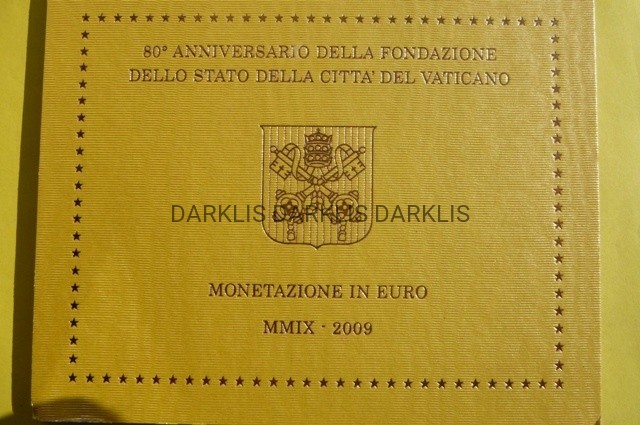 80° ANNIVERSARIO DELLA FONDAZIONE
DELLO STATO DELLA CITTA' DEL VATICANO
DARKLIS DARKLIS DARKLIS
MONETAZIONE IN EURO
MMIX - 2009